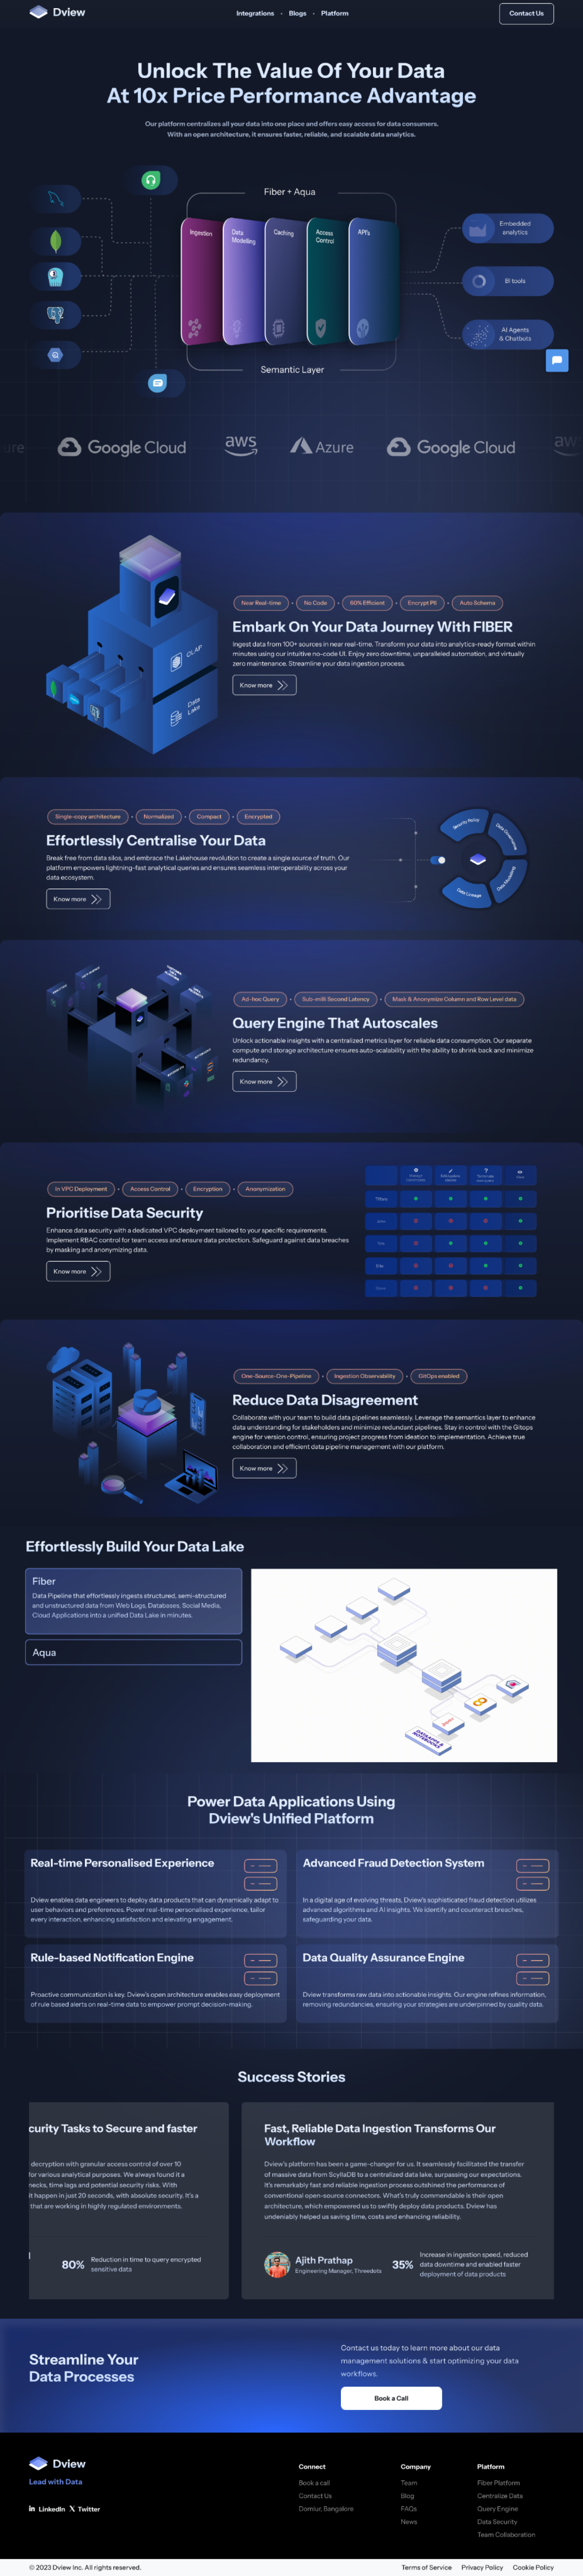 Dview
Integrations
Blogs
Platform
Contact Us
Unlock The Value Of Your Data
At 10x Price Performance Advantage
Our platform centralizes all your data into one place and offers easy access for data consumers.
With an open architecture, it ensures faster, reliable, and scalable data analytics.
Fiber + Aqua
Ingestion
Data
Modelling
Caching
Access
Control
API's
Embedded
analytics
BI tools
AI Agents
& Chatbots
Semantic Layer
ure
Google Cloud
aws
Azure
Google Cloud
aw
Near Real-time
No Code
60% Efficient
Encrypt PII
Auto Schema
Embark On Your Data Journey With FIBER
Ingest data from 100+ sources in near real-time. Transform your data into analytics-ready format within
minutes using our intuitive no-code UI. Enjoy zero downtime, unparalleled automation, and virtually
zero maintenance. Streamline your data ingestion process.
Know more
OLAP
Data
Lake
Single-copy architecture
Normalized
Compact
Encrypted
Effortlessly Centralise Your Data
Break free from data silos, and embrace the Lakehouse revolution to create a single source of truth. Our
platform empowers lightning-fast analytical queries and ensures seamless interoperability across your
data ecosystem.
Know more
Security Policy
Data Governance
Data Lineage
Data Modeling
Ad-hoc Query
Sub-milli Second Latency
Mask & Anonymize Column and Row Level data
Query Engine That Autoscales
Unlock actionable insights with a centralized metrics layer for reliable data consumption. Our separate
compute and storage architecture ensures auto-scalability with the ability to shrink back and minimize
redundancy.
Know more
In VPC Deployment
Access Control
Encryption
Anonymization
Prioritise Data Security
Enhance data security with a dedicated VPC deployment tailored to your specific requirements.
Implement RBAC control for team access and ensure data protection. Safeguard against data breaches
by masking and anonymizing data.
Know more
One-Source-One-Pipeline
Ingestion Observability
GitOps enabled
Reduce Data Disagreement
Collaborate with your team to build data pipelines seamlessly. Leverage the semantics layer to enhance
data understanding for stakeholders and minimize redundant pipelines. Stay in control with the Gitops
engine for version control, ensuring project progress from ideation to implementation. Achieve true
collaboration and efficient data pipeline management with our platform.
Know more
Effortlessly Build Your Data Lake
Fiber
Data Pipeline that effortlessly ingests structured, semi-structured
and unstructured data from Web Logs, Databases, Social Media,
Cloud Applications into a unified Data Lake in minutes.
Aqua
DATA APPS &
NOTEBOOKS
Power Data Applications Using
Dview's Unified Platform
Real-time Personalised Experience
Dview enables data engineers to deploy data products that can dynamically adapt to
user behaviors and preferences. Power real-time personalised experience, tailor
every interaction, enhancing satisfaction and elevating engagement.
Advanced Fraud Detection System
In a digital age of evolving threats, Dview's sophisticated fraud detection utilizes
advanced algorithms and AI insights. We identify and counteract breaches,
safeguarding your data.
Rule-based Notification Engine
Proactive communication is key. Dview's open architecture enables easy deployment
of rule based alerts on real-time data to empower prompt decision-making.
Data Quality Assurance Engine
Dview transforms raw data into actionable insights. Our engine refines information,
removing redundancies, ensuring your strategies are underpinned by quality data.
Success Stories
curity Tasks to Secure and faster
decryption with granular access control of over 10
for various analytical purposes. We always found it a
necks, time lags and potential security risks. With
it happen in just 20 seconds, with absolute security. It's a
that are working in highly regulated environments.
80%
Reduction in time to query encrypted
sensitive data
Fast, Reliable Data Ingestion Transforms Our
Workflow
Dview's platform has been a game-changer for us. It seamlessly facilitated the transfer
of massive data from ScyllaDB to a centralized data lake, surpassing our expectations.
It's remarkably fast and reliable ingestion process outshined the performance of
conventional open-source connectors. What's truly commendable is their open
architecture, which empowered us to swiftly deploy data products. Dview has
undeniably helped us saving time, costs and enhancing reliability.
Ajith Prathap
Engineering Manager, Threedots
35%
Increase in ingestion speed, reduced
data downtime and enabled faster
deployment of data products
Streamline Your
Data Processes
Contact us today to learn more about our data
management solutions & start optimizing your data
workflows.
Book a Call
Dview
Lead with Data
LinkedIn
Twitter
Connect
Book a call
Contact Us
Domlur, Bangalore
Company
Team
Blog
FAQs
News
Platform
Fiber Platform
Centralize Data
Query Engine
Data Security
Team Collaboration
© 2023 Dview Inc. All rights reserved.
Terms of Service
Privacy Policy
Cookie Policy